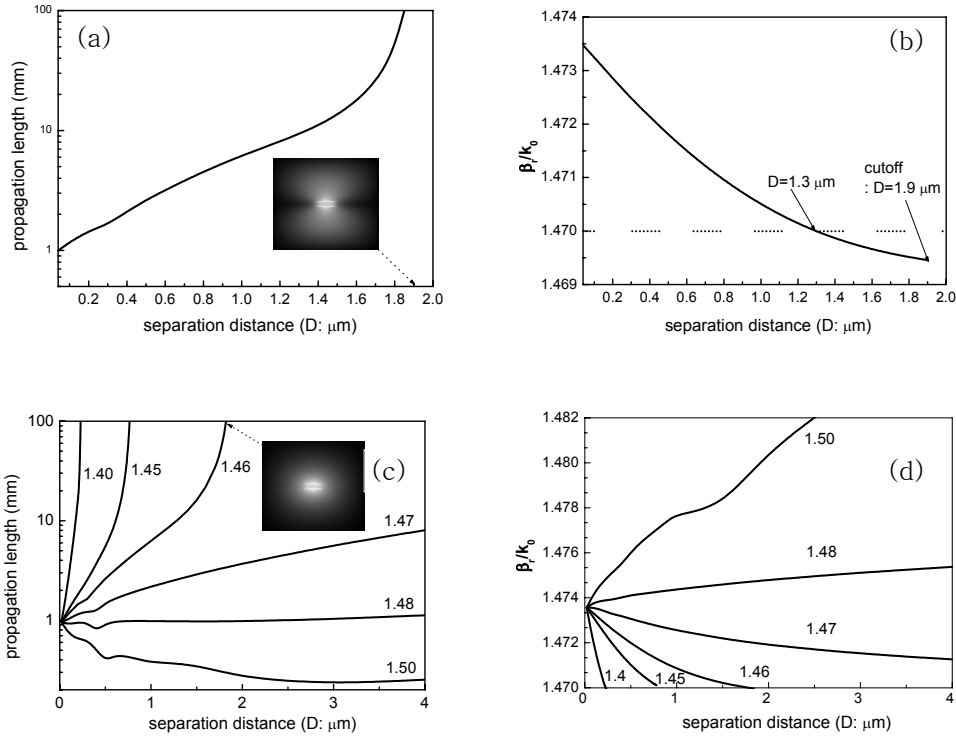 (a)
100
10
1
propagation length (mm)
0.2 0.4 0.6 0.8 1.0 1.2 1.4 1.6 1.8 2.0
separation distance (D: μm)
(b)
1.474
1.473
1.472
1.471
1.470
1.469
βr/k0
D=1.3 μm
cutoff
: D=1.9 μm
0.2 0.4 0.6 0.8 1.0 1.2 1.4 1.6 1.8 2.0
separation distance (D: μm)
(c)
100
10
1
propagation length (mm)
1.40
1.45
1.46
1.47
1.48
1.50
0 1 2 3 4
separation distance (D: μm)
(d)
1.482
1.480
1.478
1.476
1.474
1.472
1.470
βr/k0
1.50
1.48
1.47
1.46
1.45
1.4
0 1 2 3 4
separation distance (D: μm)